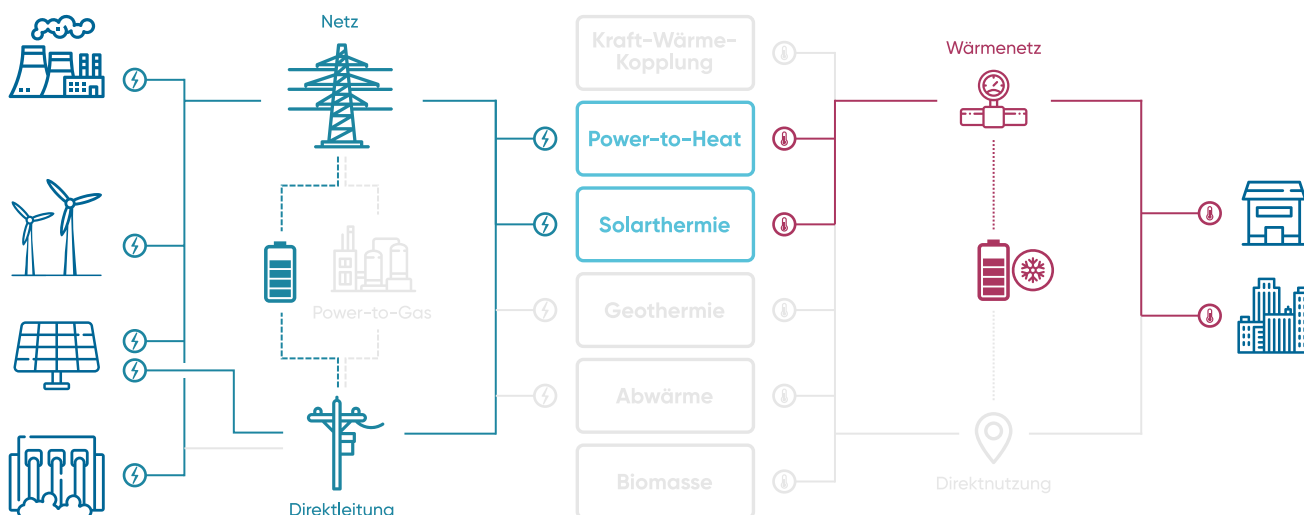 Netz
Kraft-Wärme-
Kopplung
Wärmenetz
Power-to-Heat
Solarthermie
Power-to-Gas
Geothermie
Abwärme
Biomasse
Direktnutzung
Direktleitung